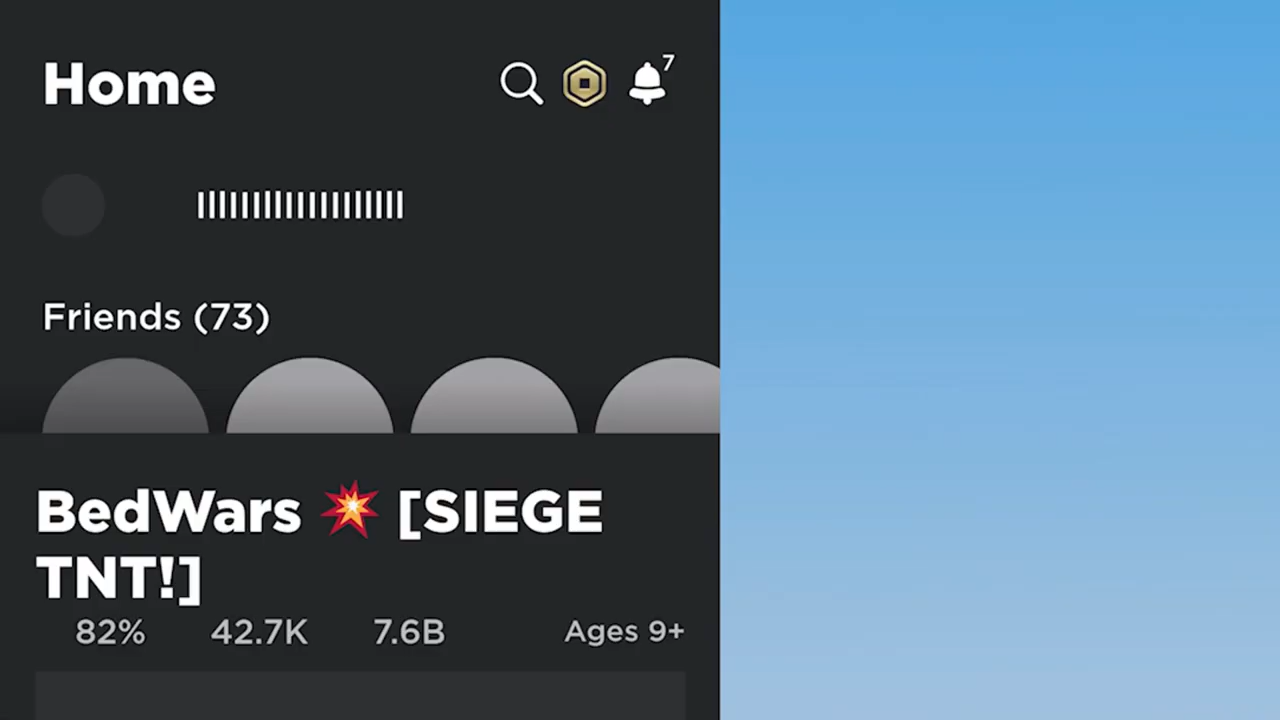 Home
7
Friends (73)
BedWars 💥 [SIEGE
TNT!]
82% 42.7K 7.6B Ages 9+